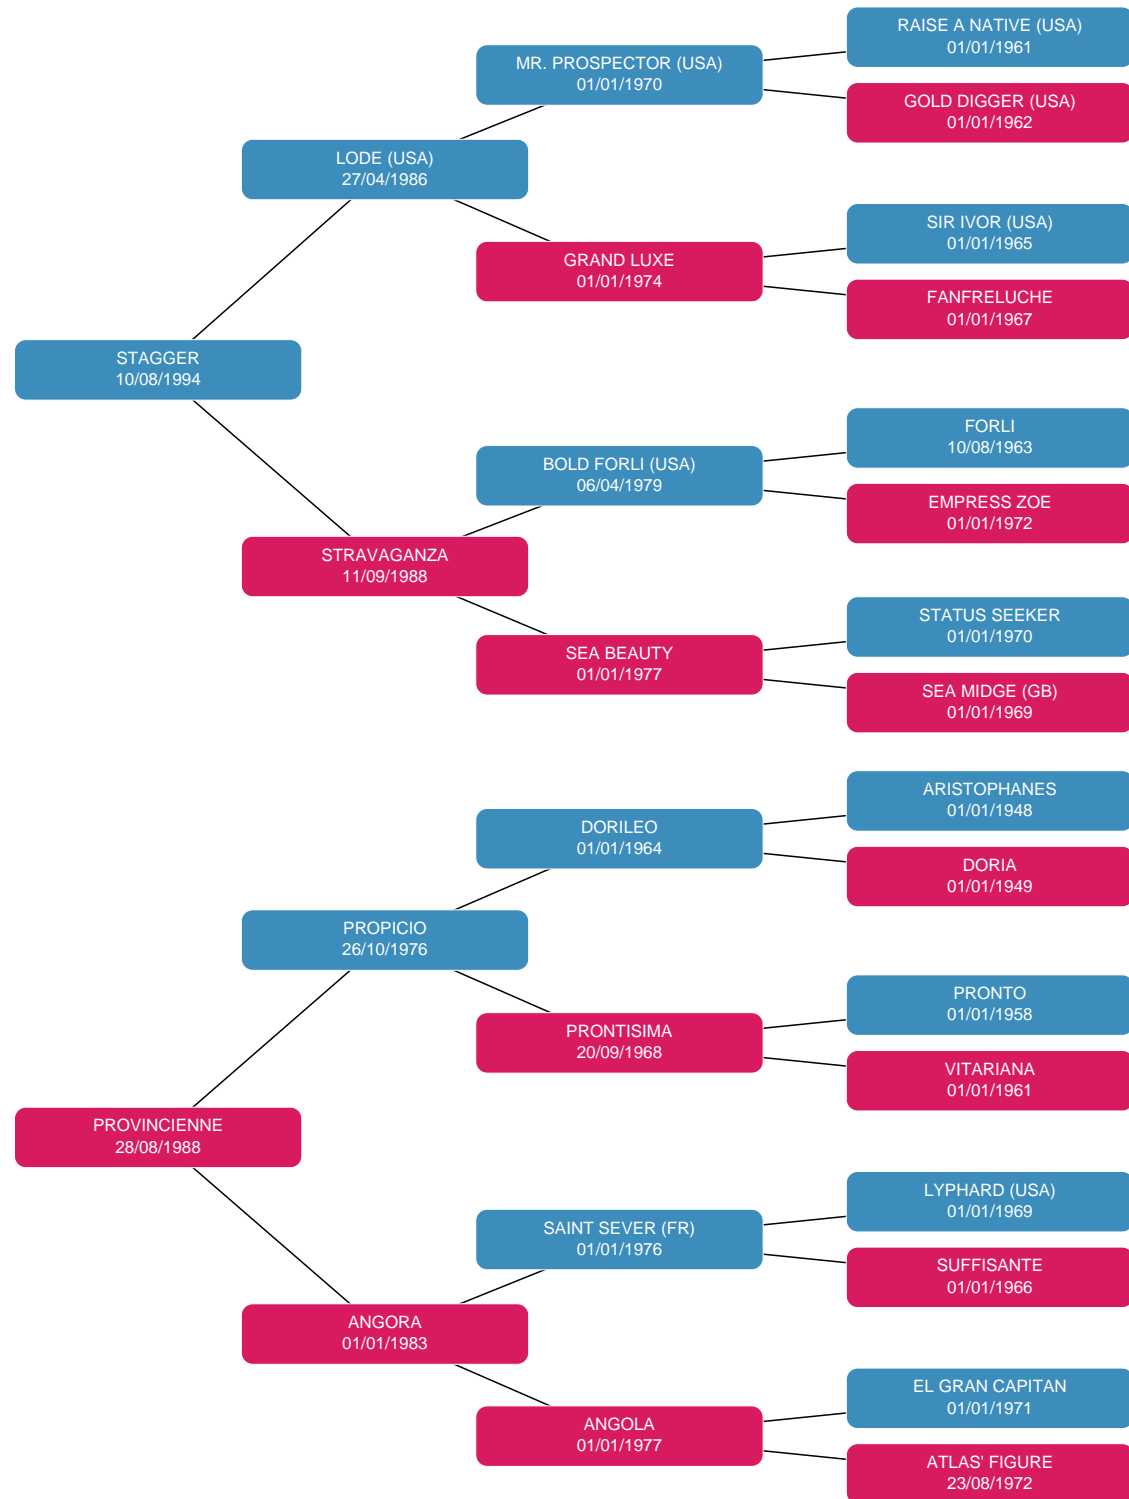 RAISE A NATIVE (USA)
01/01/1961
MR. PROSPECTOR (USA)
01/01/1970
GOLD DIGGER (USA)
01/01/1962
LODE (USA)
27/04/1986
SIR IVOR (USA)
01/01/1965
GRAND LUXE
01/01/1974
FANFRELUCHE
01/01/1967
STAGGER
10/08/1994
FORLI
10/08/1963
BOLD FORLI (USA)
06/04/1979
EMPRESS ZOE
01/01/1972
STRAVAGANZA
11/09/1988
STATUS SEEKER
01/01/1970
SEA BEAUTY
01/01/1977
SEA MIDGE (GB)
01/01/1969
ARISTOPHANES
01/01/1948
DORILEO
01/01/1964
DORIA
01/01/1949
PROPICIO
26/10/1976
PRONTO
01/01/1958
PRONTISIMA
20/09/1968
VITARIANA
01/01/1961
PROVINCIENNE
28/08/1988
LYPHARD (USA)
01/01/1969
SAINT SEVER (FR)
01/01/1976
SUFFISANTE
01/01/1966
ANGORA
01/01/1983
EL GRAN CAPITAN
01/01/1971
ANGOLA
01/01/1977
ATLAS' FIGURE
23/08/1972